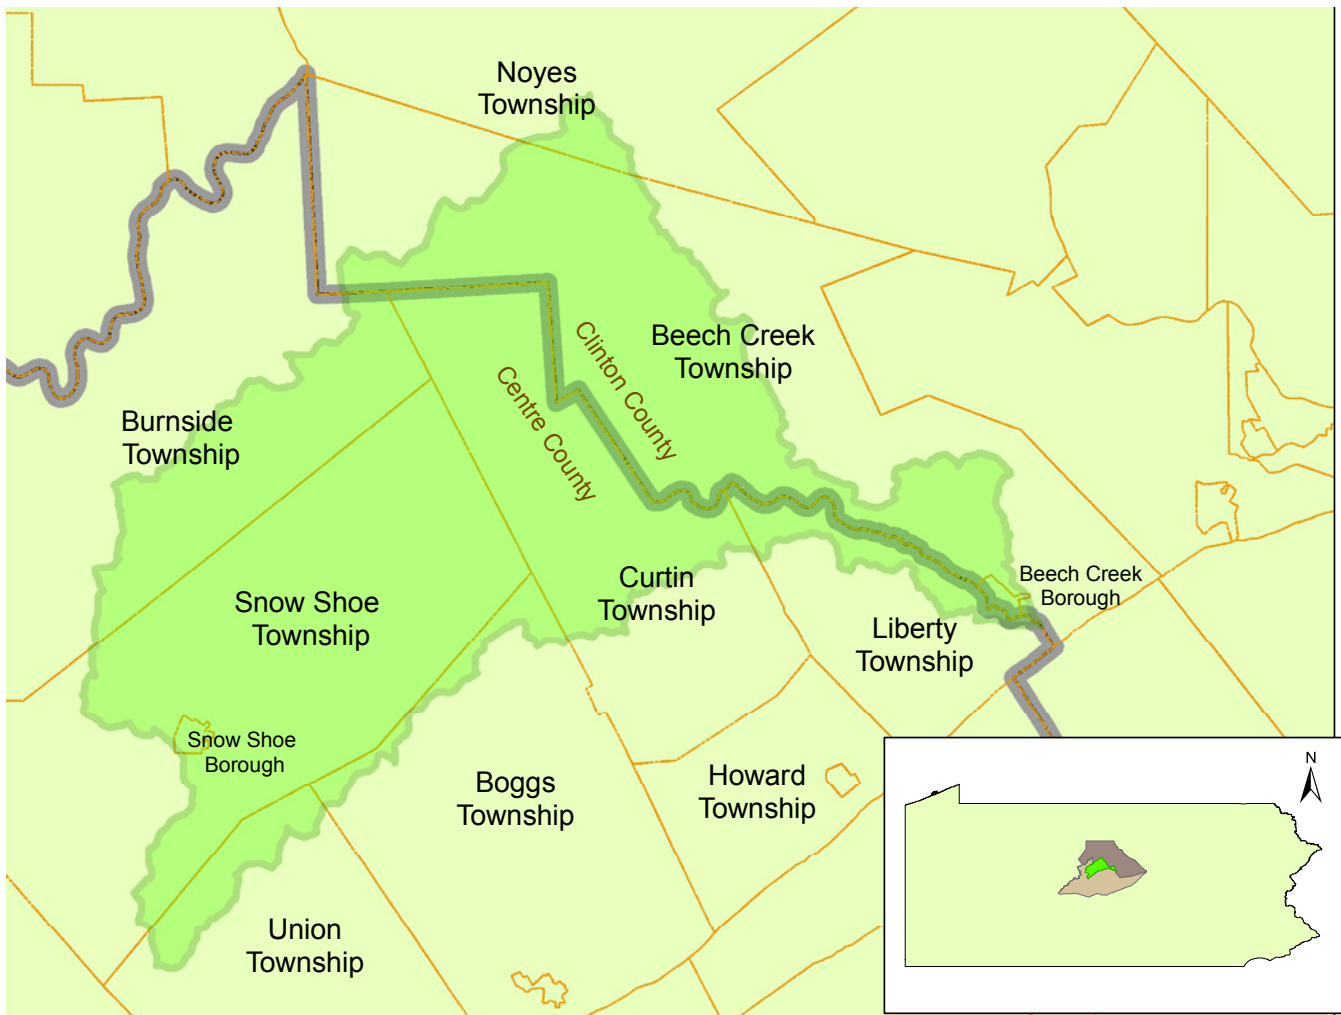 Noyes
Township
Beech Creek
Township
Clinton County
Centre County
Burnside
Township
Curtin
Township
Beech Creek
Borough
Snow Shoe
Township
Liberty
Township
Snow Shoe
Borough
Boggs
Township
Howard
Township
N
Union
Township